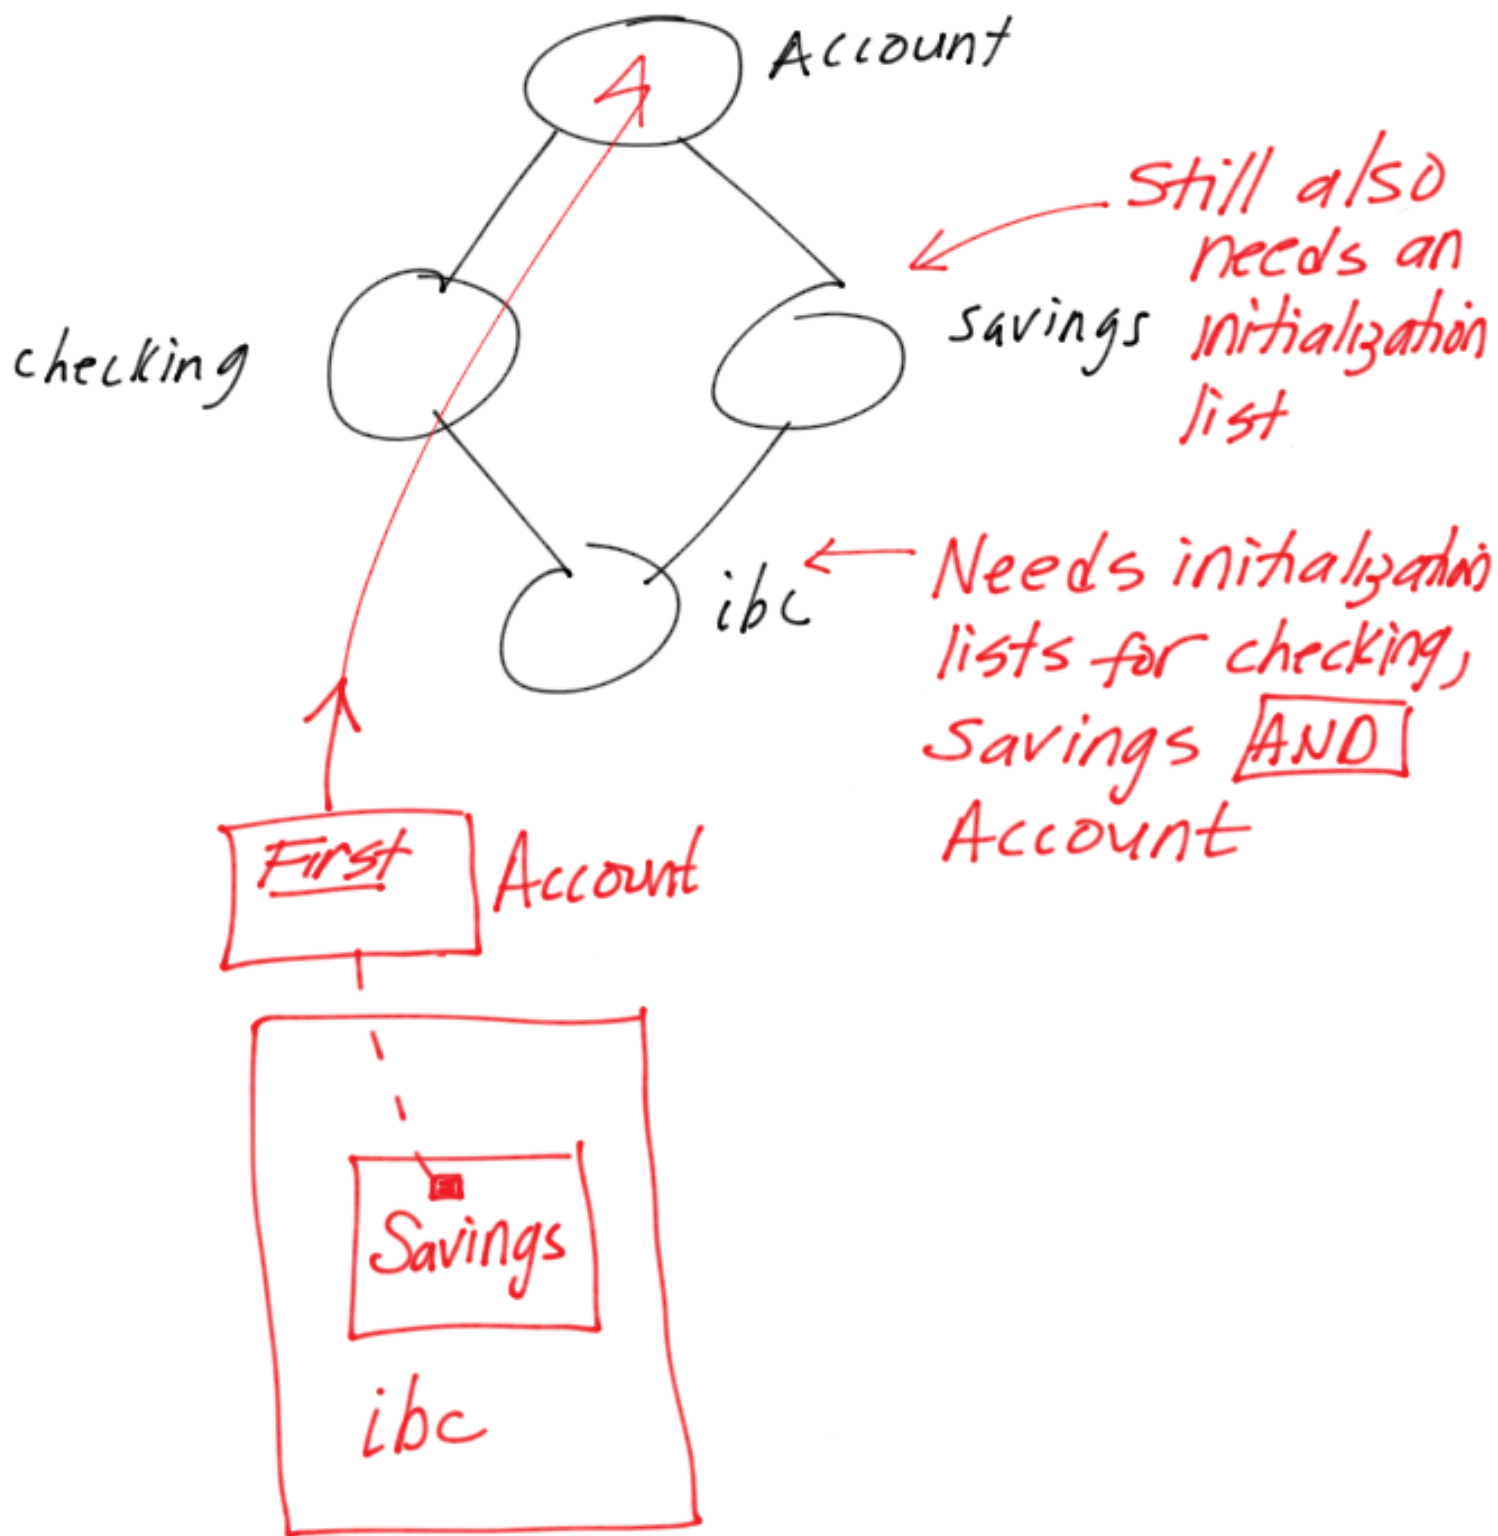 Account
Still also
needs an
initialization
list
savings
checking
ibc
Needs initialization
lists for checking,
Savings AND
Account
First
Account
Savings
ibc